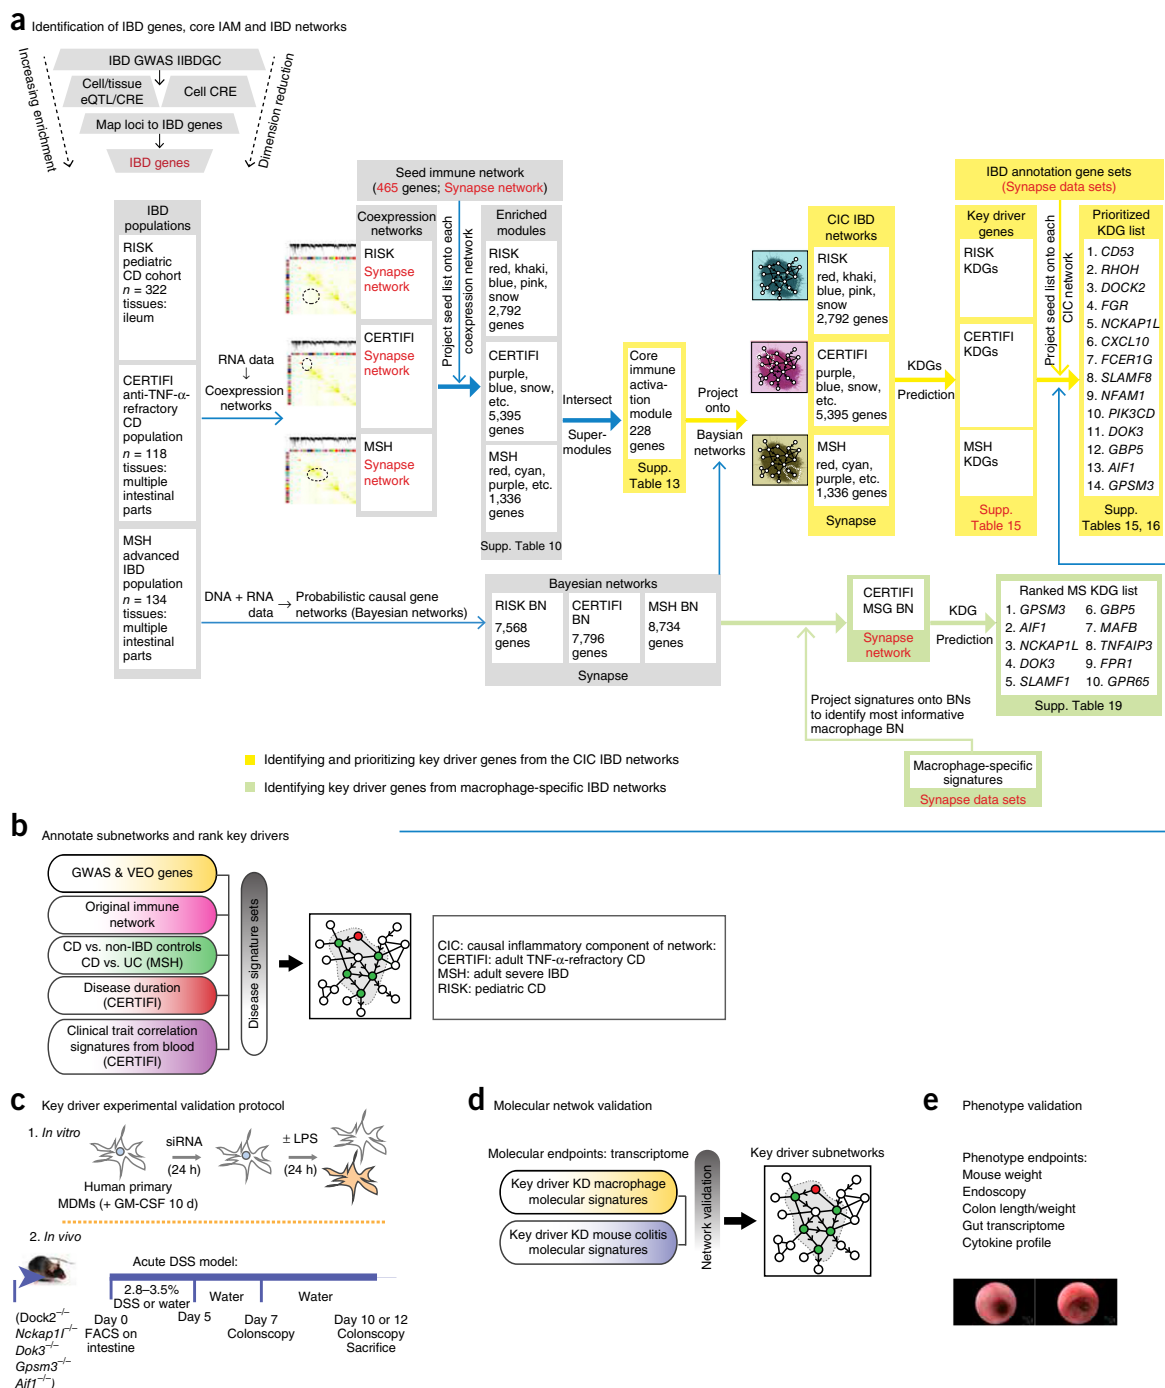 a Identification of IBD genes, core IAM and IBD networks
Increasing enrichment
IBD GWAS IIBDGC
Cell/tissue
eQTL/CRE
Cell CRE
Map loci to IBD genes
IBD genes
Dimension reduction
IBD
populations
RISK
pediatric
CD cohort
n = 322
tissues:
ileum
CERTIFI
anti-TNF-α-
refractory
CD
population
n = 118
tissues:
multiple
intestinal
parts
MSH
advanced
IBD
population
n = 134
tissues:
multiple
intestinal
parts
RNA data
Coexpression
networks
Seed immune network
(465 genes; Synapse network)
Coexpression
networks
RISK
Synapse
network
CERTIFI
Synapse
network
MSH
Synapse
network
Project seed list onto each
coexpression network
Enriched
modules
RISK
red, khaki,
blue, pink,
snow
2,792
genes
CERTIFI
purple,
blue, snow,
etc.
5,395
genes
MSH
red, cyan,
purple, etc.
1,336
genes
Supp. Table 10
Intersect
Super-
modules
Core
immune
activa-
tion
module
228
genes
Supp.
Table 13
Project
onto
Baysian
networks
CIC IBD
networks
RISK
red, khaki,
blue, pink,
snow
2,792 genes
CERTIFI
purple,
blue, snow,
etc.
5,395 genes
MSH
red, cyan,
purple, etc.
1,336 genes
Synapse
KDGs
Prediction
IBD annotation gene sets
(Synapse data sets)
Key driver
genes
RISK
KDGs
CERTIFI
KDGs
MSH
KDGs
Supp.
Table 15
Project seed list onto each
CIC network
Prioritized
KDG list
1. CD53
2. RHOH
3. DOCK2
4. FGR
5. NCKAP1L
6. CXCL10
7. FCER1G
8. SLAMF8
9. NFAM1
10. PIK3CD
11. DOK3
12. GBP5
13. AIF1
14. GPSM3
Supp.
Tables 15, 16
DNA + RNA
data
Probabilistic causal gene
networks (Bayesian networks)
Bayesian networks
RISK BN
7,568
genes
CERTIFI
BN
7,796
genes
MSH BN
8,734
genes
Synapse
CERTIFI
MSG BN
Synapse
network
KDG
Prediction
Ranked MS KDG list
1. GPSM3
2. AIF1
3. NCKAP1L
4. DOK3
5. SLAMF1
6. GBP5
7. MAFB
8. TNFAIP3
9. FPR1
10. GPR65
Supp. Table 19
Project signatures onto BNs
to identify most informative
macrophage BN
Macrophage-specific
signatures
Synapse data sets
Identifying and prioritizing key driver genes from the CIC IBD networks
Identifying key driver genes from macrophage-specific IBD networks
b Annotate subnetworks and rank key drivers
GWAS & VEO genes
Original immune
network
CD vs. non-IBD controls
CD vs. UC (MSH)
Disease duration
(CERTIFI)
Clinical trait correlation
signatures from blood
(CERTIFI)
Disease signature sets
CIC: causal inflammatory component of network:
CERTIFI: adult TNF-α-refractory CD
MSH: adult severe IBD
RISK: pediatric CD
c Key driver experimental validation protocol
1. In vitro
siRNA
(24 h)
± LPS
(24 h)
Human primary
MDMs (+ GM-CSF 10 d)
2. In vivo
(Dock2–/–
Nckap1l–/–
Dok3–/–
Gpsm3–/–
Aif1–/–)
Acute DSS model:
2.8–3.5%
DSS or water
Water
Water
Day 0
FACS on
intestine
Day 5
Day 7
Colonscopy
Day 10 or 12
Colonscopy
Sacrifice
d Molecular netwok validation
Molecular endpoints: transcriptome
Key driver KD macrophage
molecular signatures
Key driver KD mouse colitis
molecular signatures
Network validation
Key driver subnetworks
e Phenotype validation
Phenotype endpoints:
Mouse weight
Endoscopy
Colon length/weight
Gut transcriptome
Cytokine profile